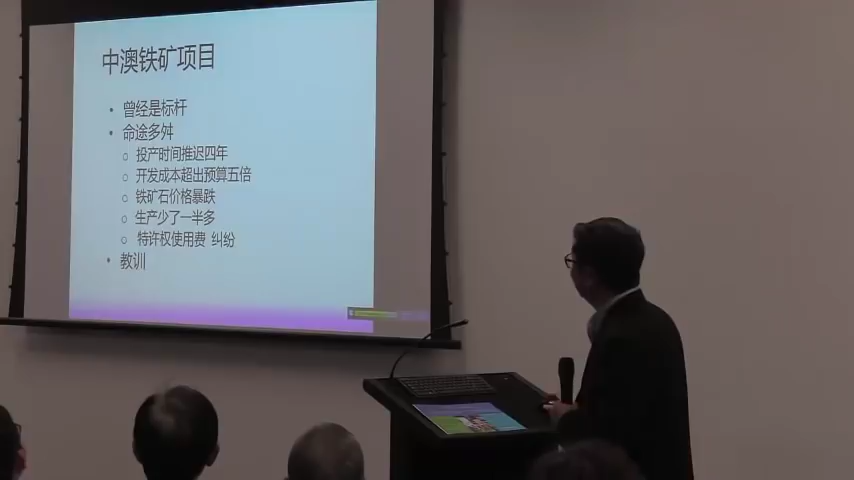 中澳铁矿项目
• 曾经是标杆
• 命途多舛
○ 投产时间推迟四年
○ 开发成本超出预算五倍
○ 铁矿石价格暴跌
○ 生产少了一半多
○ 特许权使用费 纠纷
• 教训